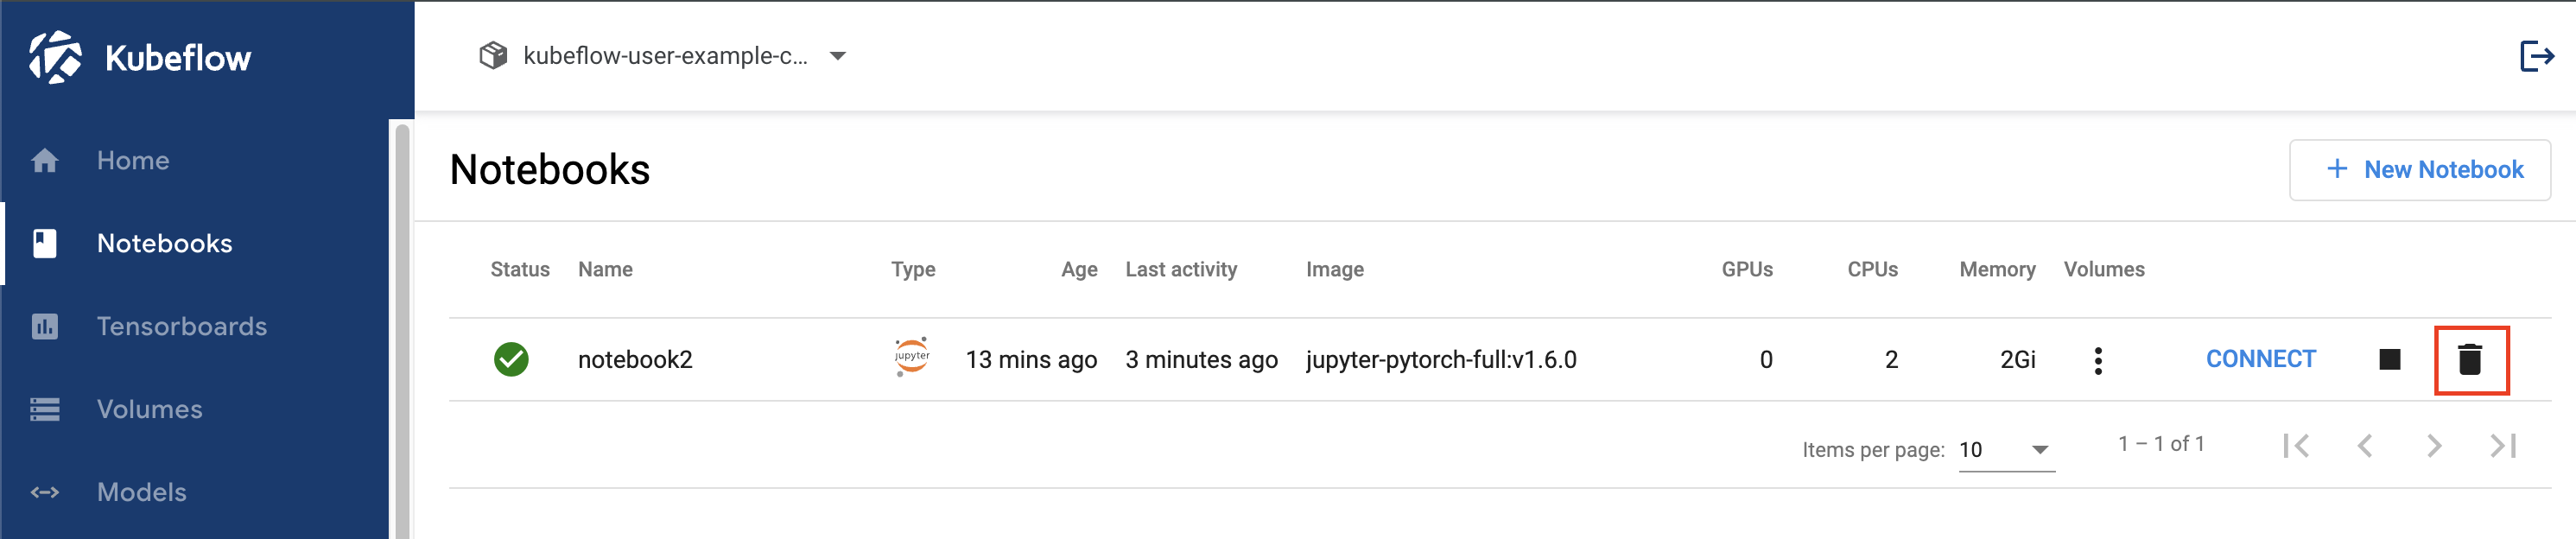 Kubeflow
kubeflow-user-example-c...
Home
Notebooks
Tensorboards
Volumes
Models
Notebooks
New Notebook
Status Name Type Age Last activity Image GPUs CPUs Memory Volumes
notebook2 jupyter 13 mins ago 3 minutes ago jupyter-pytorch-full:v1.6.0 0 2 2Gi CONNECT
Items per page: 10 1 – 1 of 1